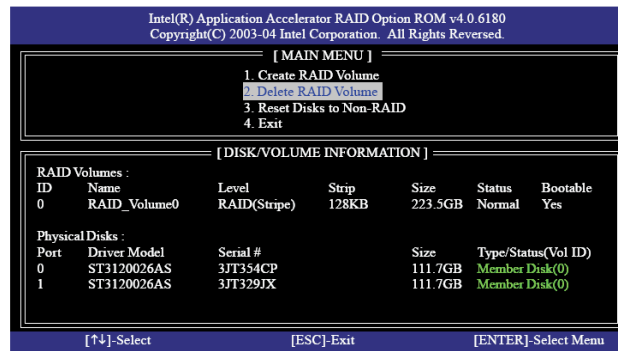 Intel(R) Application Accelerator RAID Option ROM v4.0.6180
Copyright(C) 2003-04 Intel Corporation. All Rights Reversed.
[ MAIN MENU ]
1. Create RAID Volume
2. Delete RAID Volume
3. Reset Disks to Non-RAID
4. Exit
[ DISK/VOLUME INFORMATION ]
RAID Volumes :
ID Name Level Strip Size Status Bootable
0 RAID_Volume0 RAID(Stripe) 128KB 223.5GB Normal Yes
Physical Disks :
Port Driver Model Serial # Size Type/Status(Vol ID)
0 ST3120026AS 3JT354CP 111.7GB Member Disk(0)
1 ST3120026AS 3JT329JX 111.7GB Member Disk(0)
[↑↓]-Select [ESC]-Exit [ENTER]-Select Menu